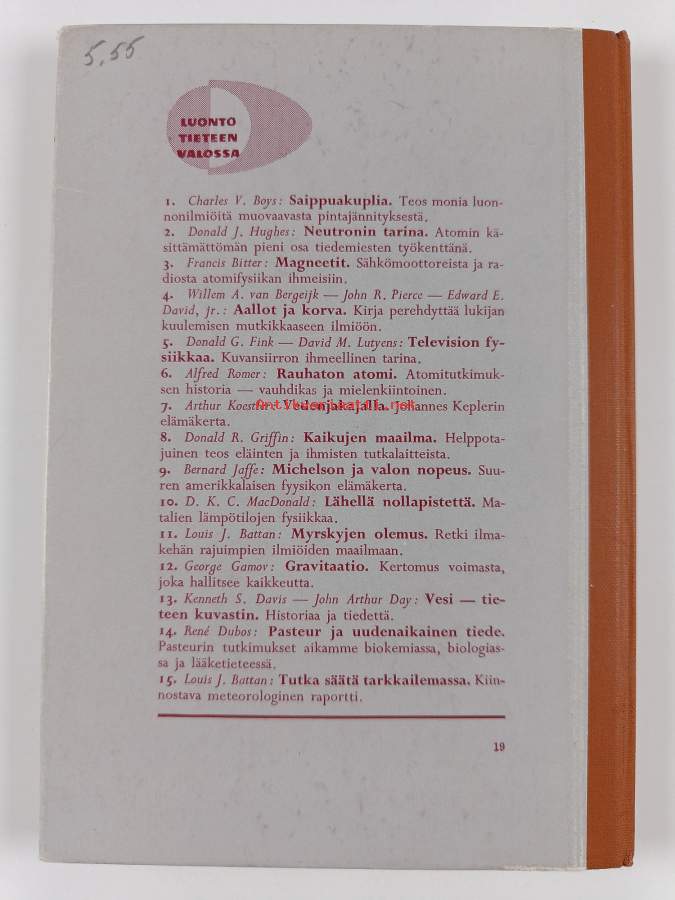 5,55
LUONTO
TIETEEN
VALOSSA
1. Charles V. Boys: Saippuakuplia. Teos monia luon-
nonilmiöitä muovaavasta pintajännityksestä.
2. Donald J. Hughes: Neutronin tarina. Atomin kä-
sittämättömän pieni osa tiedemiesten työkenttänä.
3. Francis Bitter: Magneetit. Sähkömoottoreista ja ra-
diosta atomifysiikan ihmeisiin.
4. Willem A. van Bergeijk — John R. Pierce — Edward E.
David, jr.: Aallot ja korva. Kirja perehdyttää lukijan
kuulemisen mutkikkaaseen ilmiöön.
5. Donald G. Fink — David M. Lutyens: Television fy-
siikkaa. Kuvansiirron ihmeellinen tarina.
6. Alfred Romer: Rauhaton atomi. Atomitutkimuk-
sen historia — vauhdikas ja mielenkiintoinen.
7. Arthur Koestler: Vedenjakajalla. Johannes Keplerin
elämäkerta.
8. Donald R. Griffin: Kaikujen maailma. Helppota-
juinen teos eläinten ja ihmisten tutkalaitteista.
9. Bernard Jaffe: Michelson ja valon nopeus. Suu-
ren amerikkalaisen fyysikon elämäkerta.
10. D. K. C. MacDonald: Lähellä nollapistettä. Ma-
talien lämpötilojen fysiikkaa.
11. Louis J. Battan: Myrskyjen olemus. Retki ilma-
kehän rajuimpien ilmiöiden maailmaan.
12. George Gamov: Gravitaatio. Kertomus voimasta,
joka hallitsee kaikkeutta.
13. Kenneth S. Davis — John Arthur Day: Vesi — tie-
teen kuvastin. Historiaa ja tiedettä.
14. René Dubos: Pasteur ja uudenaikainen tiede.
Pasteurin tutkimukset aikamme biokemiassa, biologias-
sa ja lääketieteessä.
15. Louis J. Battan: Tutka säätä tarkkailemassa. Kiin-
nostava meteorologinen raportti.
19